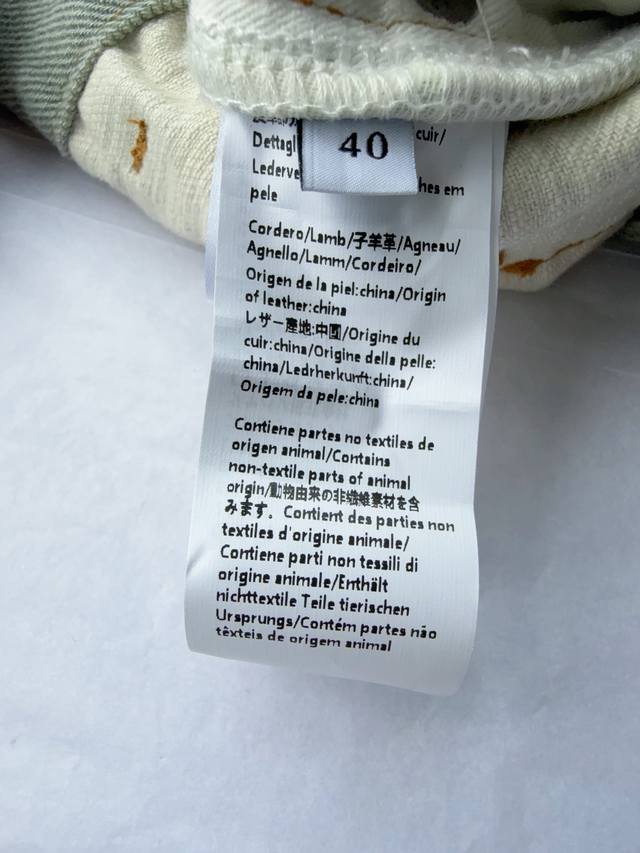 40
Dettagl cuir/
Lederve hes em
pele
Cordero/Lamb/子羊革/Agneau/
Agnello/Lamm/Cordeiro/
Origen de la piel:china/Origin
of leather:china
レザー産地:中國/Origine du
cuir:china/Origine della pelle:
china/Ledrherkunft:china/
Origem da pele:china
Contiene partes no textiles de
origen animal/Contains
non-textile parts of animal
origin/動物由来の非繊維素材を含
みます. Contient des parties non
textiles d'origine animale/
Contiene parti non tessili di
origine animale/Enthält
nichttextile Teile tierischen
Ursprungs/Contém partes não
têxteis de origem animal